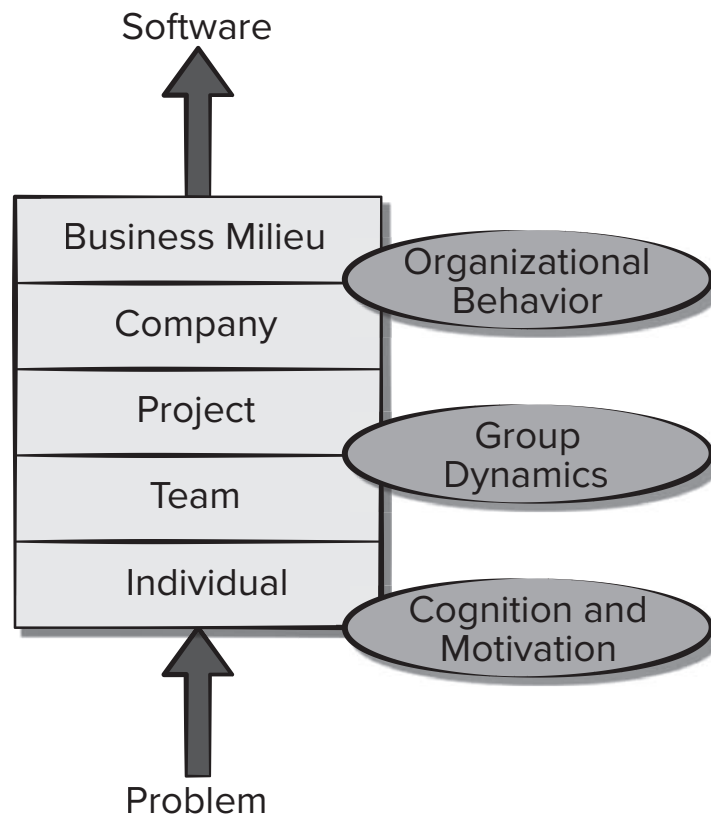 Software
Business Milieu
Organizational
Behavior
Company
Project
Group
Dynamics
Team
Individual
Cognition and
Motivation
Problem